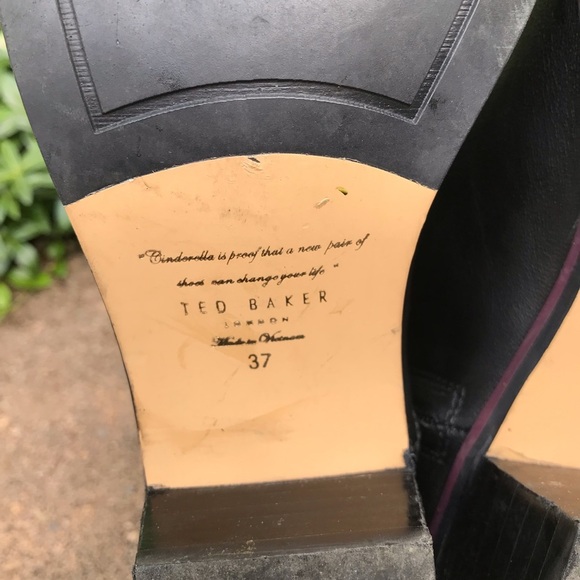 "Cinderella is proof that a new pair of
shoes can change your life"
TED BAKER
LONDON
Made in Vietnam
37